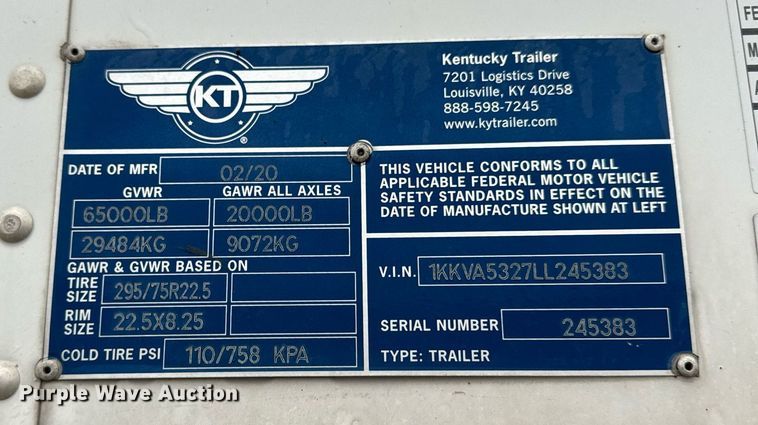 KT
®
Kentucky Trailer
7201 Logistics Drive
Louisville, KY 40258
888-598-7245
www.kytrailer.com
DATE OF MFR 02/20
GVWR GAWR ALL AXLES
65000LB 20000LB
29484KG 9072KG
GAWR & GVWR BASED ON
TIRE SIZE 295/75R22.5
RIM SIZE 22.5X8.25
COLD TIRE PSI 110/758 KPA
THIS VEHICLE CONFORMS TO ALL
APPLICABLE FEDERAL MOTOR VEHICLE
SAFETY STANDARDS IN EFFECT ON THE
DATE OF MANUFACTURE SHOWN AT LEFT
V.I.N. 1KKVA5327LL245383
SERIAL NUMBER 245383
TYPE: TRAILER
FE
M
A
Purple Wave Auction